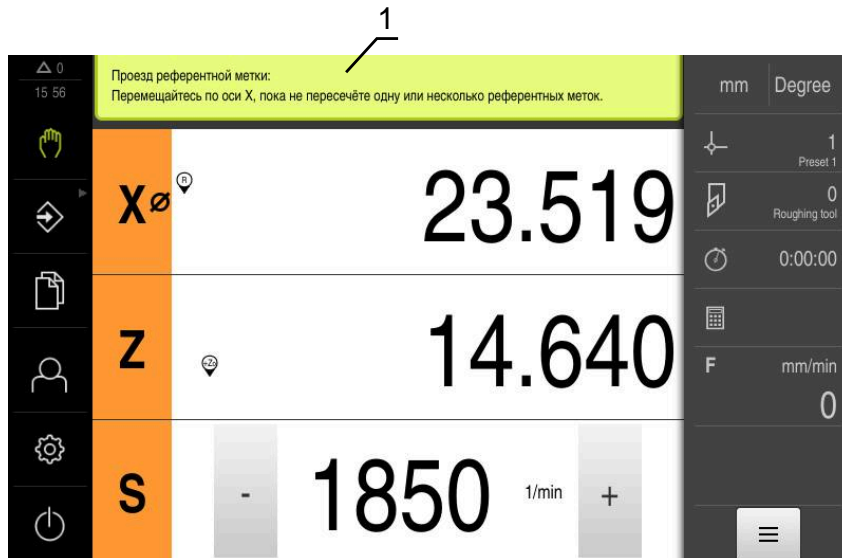 1
0
15 56
Проезд референтной метки:
Перемещайтесь по оси X, пока не пересечёте одну или несколько референтных меток.
mm Degree
X⌀ R 23.519
Z 14.640
S - 1850 1/min +
1
Preset 1
0
Roughing tool
0:00:00
F mm/min
0